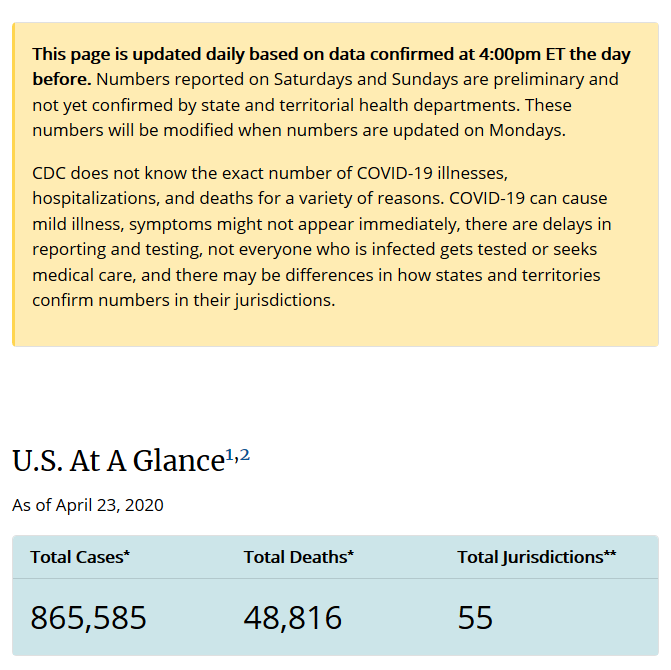 This page is updated daily based on data confirmed at 4:00pm ET the day
before. Numbers reported on Saturdays and Sundays are preliminary and
not yet confirmed by state and territorial health departments. These
numbers will be modified when numbers are updated on Mondays.
CDC does not know the exact number of COVID-19 illnesses,
hospitalizations, and deaths for a variety of reasons. COVID-19 can cause
mild illness, symptoms might not appear immediately, there are delays in
reporting and testing, not everyone who is infected gets tested or seeks
medical care, and there may be differences in how states and territories
confirm numbers in their jurisdictions.
U.S. At A Glance1,2
As of April 23, 2020
Total Cases* Total Deaths* Total Jurisdictions**
865,585 48,816 55